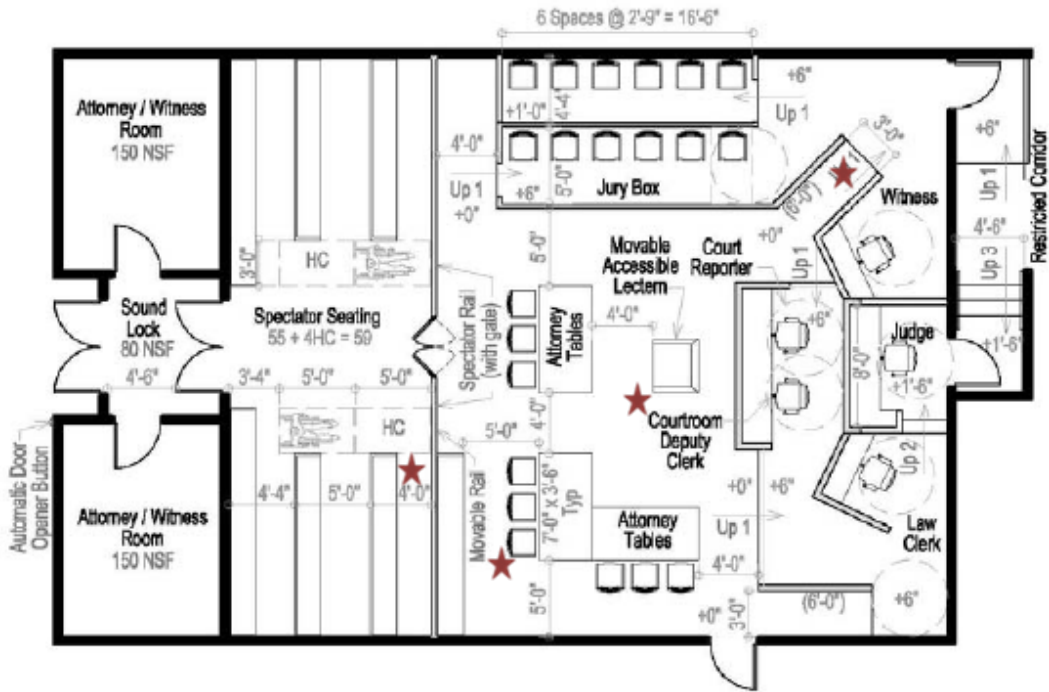 6 Spaces @ 2'-9" = 16'-6"
Attorney / Witness
Room
150 NSF
+1'-0"
4'-4"
+6"
Up 1
+6"
4'-0"
Up 1
+0"
+6"
5'-0"
Jury Box
3'-0"
(6'-0")
+0"
Up 1
Witness
Up 1
4'-6"
Up 3
Restricted Corridor
3'-0"
HC
5'-0"
Movable
Accessible
Lectern
Court
Reporter
Sound
Lock
80 NSF
Spectator Seating
55 + 4HC = 59
Spectator Rail
(with gate)
Attorney
Tables
4'-0"
+6"
Judge
8'-0"
+1'-6"
+1'-6"
4'-6"
3'-4"
5'-0"
5'-0"
HC
5'-0"
4'-0"
Courtroom
Deputy
Clerk
Automatic Door
Opener Button
4'-4"
5'-0"
4'-0"
Movable Rail
7'-0" x 3'-6"
Typ
Up 2
+0"
+6"
Up 1
Attorney / Witness
Room
150 NSF
Attorney
Tables
Law
Clerk
4'-0"
5'-0"
+0"
3'-0"
(6'-0")
+6"